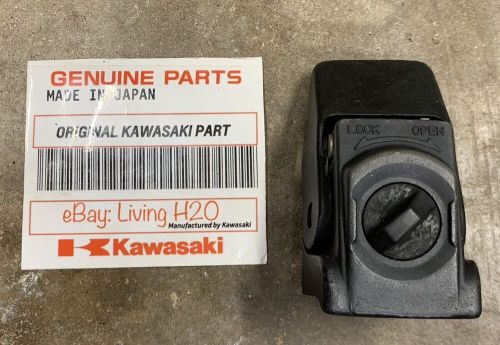 GENUINE PARTS
MADE IN JAPAN
ORIGINAL KAWASAKI PART
eBay: Living H2O
Manufactured by Kawasaki
Kawasaki
LOCK OPEN